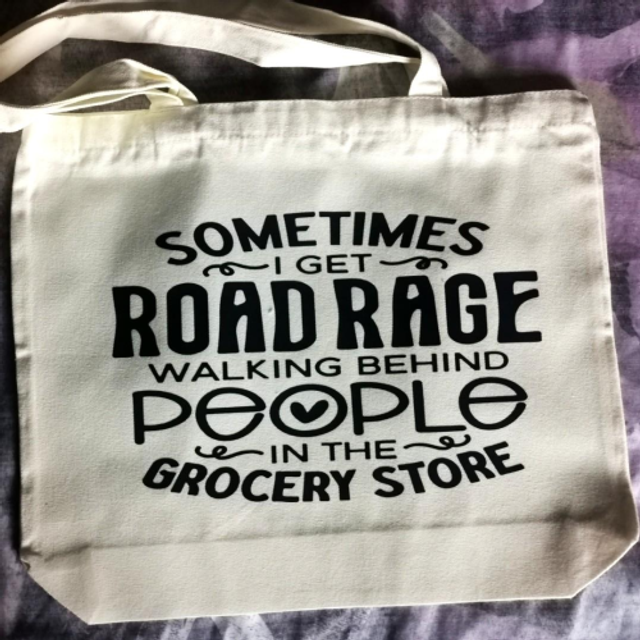 SOMETIMES
I GET
ROAD RAGE
WALKING BEHIND
PEOPLE
IN THE
GROCERY STORE